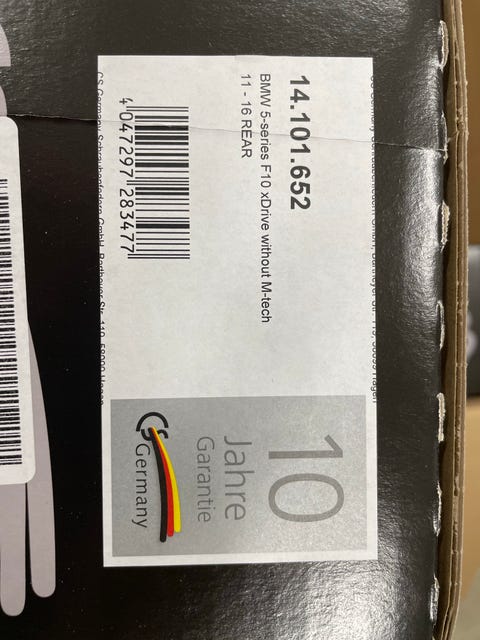 14.101.652
BMW 5-series F10 xDrive without M-tech
11 - 16 REAR
4 047297 283477
10
Jahre
Garantie
CS
Germany